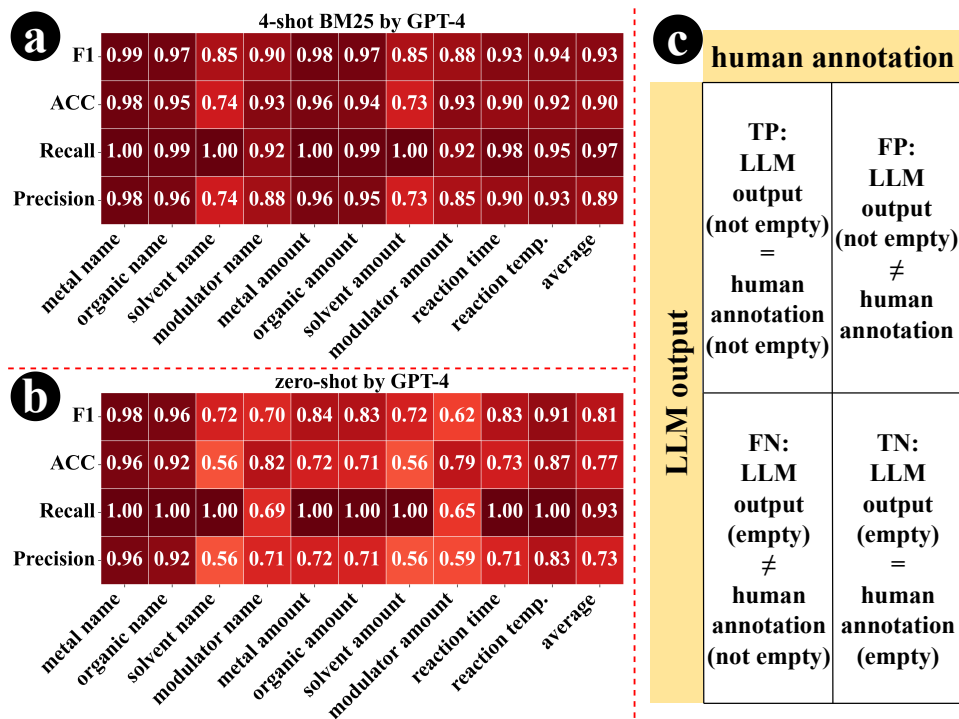 a
4-shot BM25 by GPT-4
F1 0.99 0.97 0.85 0.90 0.98 0.97 0.85 0.88 0.93 0.94 0.93
ACC 0.98 0.95 0.74 0.93 0.96 0.94 0.73 0.93 0.90 0.92 0.90
Recall 1.00 0.99 1.00 0.92 1.00 0.99 1.00 0.92 0.98 0.95 0.97
Precision 0.98 0.96 0.74 0.88 0.96 0.95 0.73 0.85 0.90 0.93 0.89
metal name
organic name
solvent name
modulator name
metal amount
organic amount
solvent amount
modulator amount
reaction time
reaction temp.
average
b
zero-shot by GPT-4
F1 0.98 0.96 0.72 0.70 0.84 0.83 0.72 0.62 0.83 0.91 0.81
ACC 0.96 0.92 0.56 0.82 0.72 0.71 0.56 0.79 0.73 0.87 0.77
Recall 1.00 1.00 1.00 0.69 1.00 1.00 1.00 0.65 1.00 1.00 0.93
Precision 0.96 0.92 0.56 0.71 0.72 0.71 0.56 0.59 0.71 0.83 0.73
metal name
organic name
solvent name
modulator name
metal amount
organic amount
solvent amount
modulator amount
reaction time
reaction temp.
average
c
human annotation
LLM output
TP:
LLM
output
(not empty)
=
human
annotation
(not empty)
FP:
LLM
output
(not empty)
≠
human
annotation
FN:
LLM
output
(empty)
≠
human
annotation
(not empty)
TN:
LLM
output
(empty)
=
human
annotation
(empty)